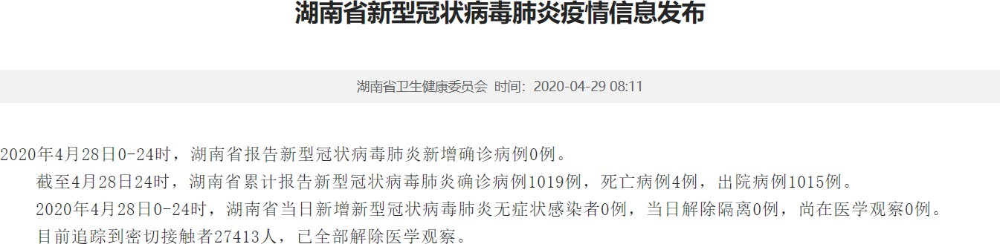 湖南省新型冠状病毒肺炎疫情信息发布
湖南省卫生健康委员会 时间：2020-04-29 08:11
2020年4月28日0-24时，湖南省报告新型冠状病毒肺炎新增确诊病例0例。
截至4月28日24时，湖南省累计报告新型冠状病毒肺炎确诊病例1019例，死亡病例4例，出院病例1015例。
2020年4月28日0-24时，湖南省当日新增新型冠状病毒肺炎无症状感染者0例，当日解除隔离0例，尚在医学观察0例。
目前追踪到密切接触者27413人，已全部解除医学观察。